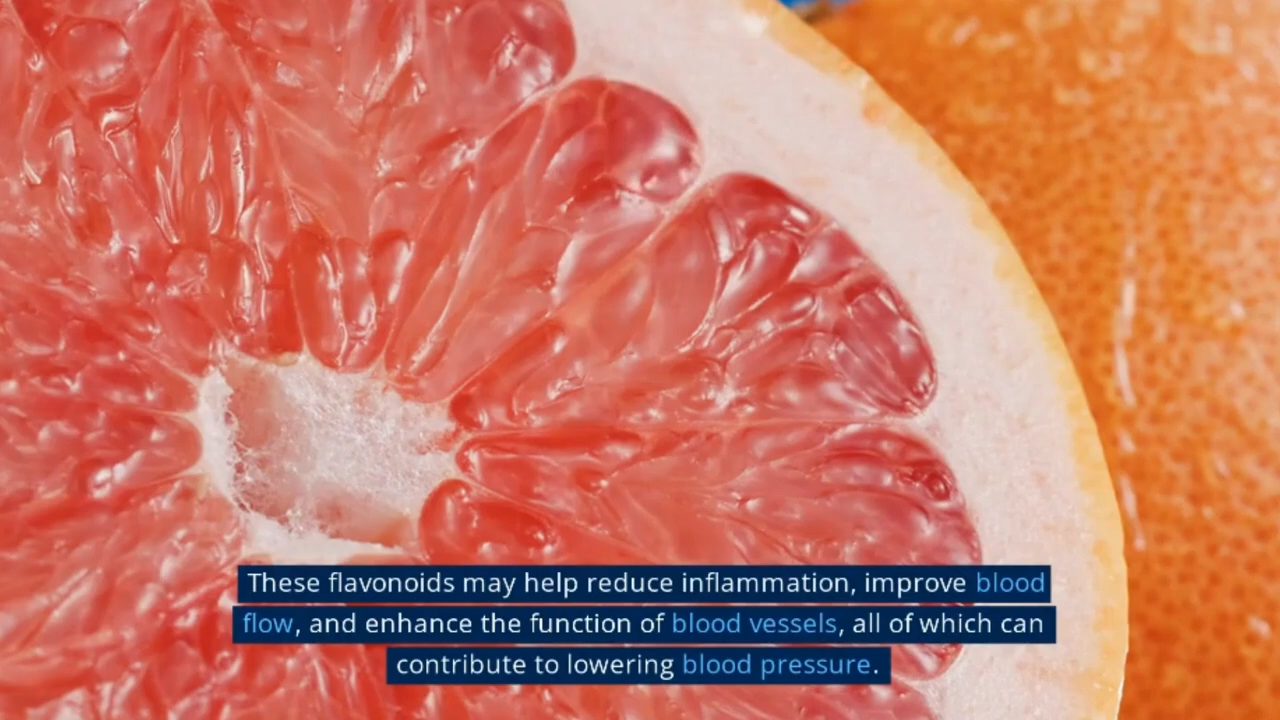 These flavonoids may help reduce inflammation, improve blood
flow, and enhance the function of blood vessels, all of which can
contribute to lowering blood pressure.